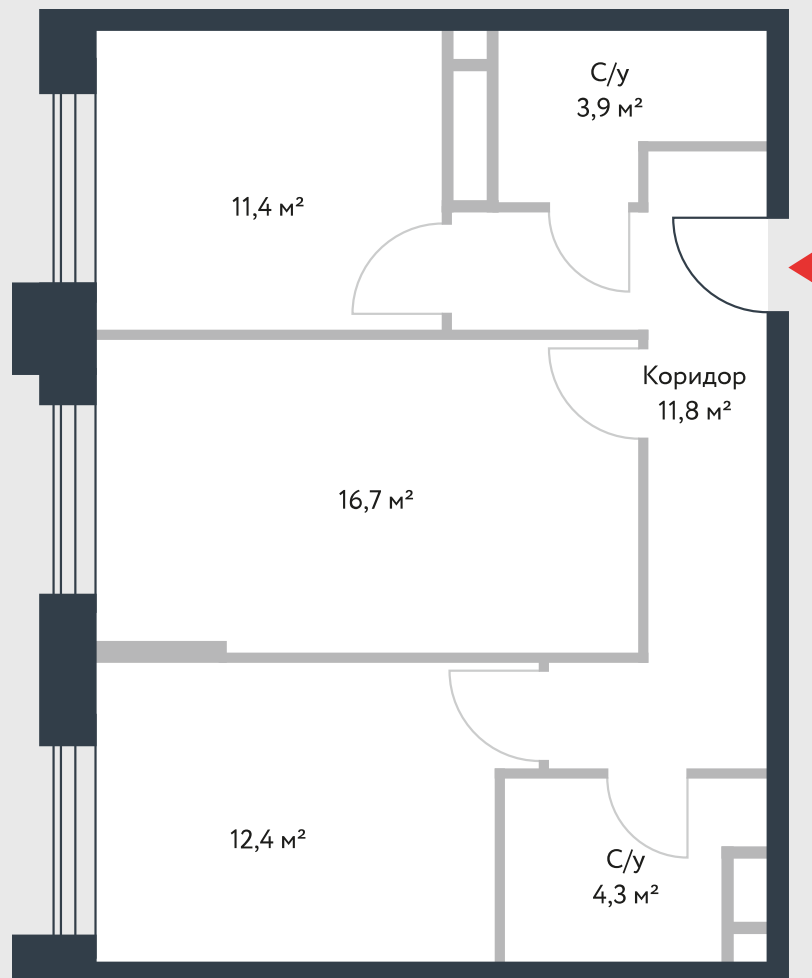 С/у
3,9 м²
11,4 м²
Коридор
11,8 м²
16,7 м²
12,4 м²
С/у
4,3 м²